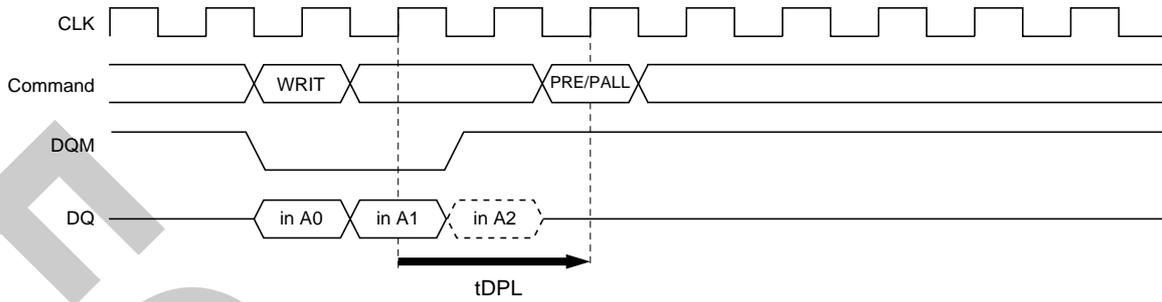 CLK
Command
WRIT
PRE/PALL
DQM
DQ
in A0
in A1
in A2
tDPL